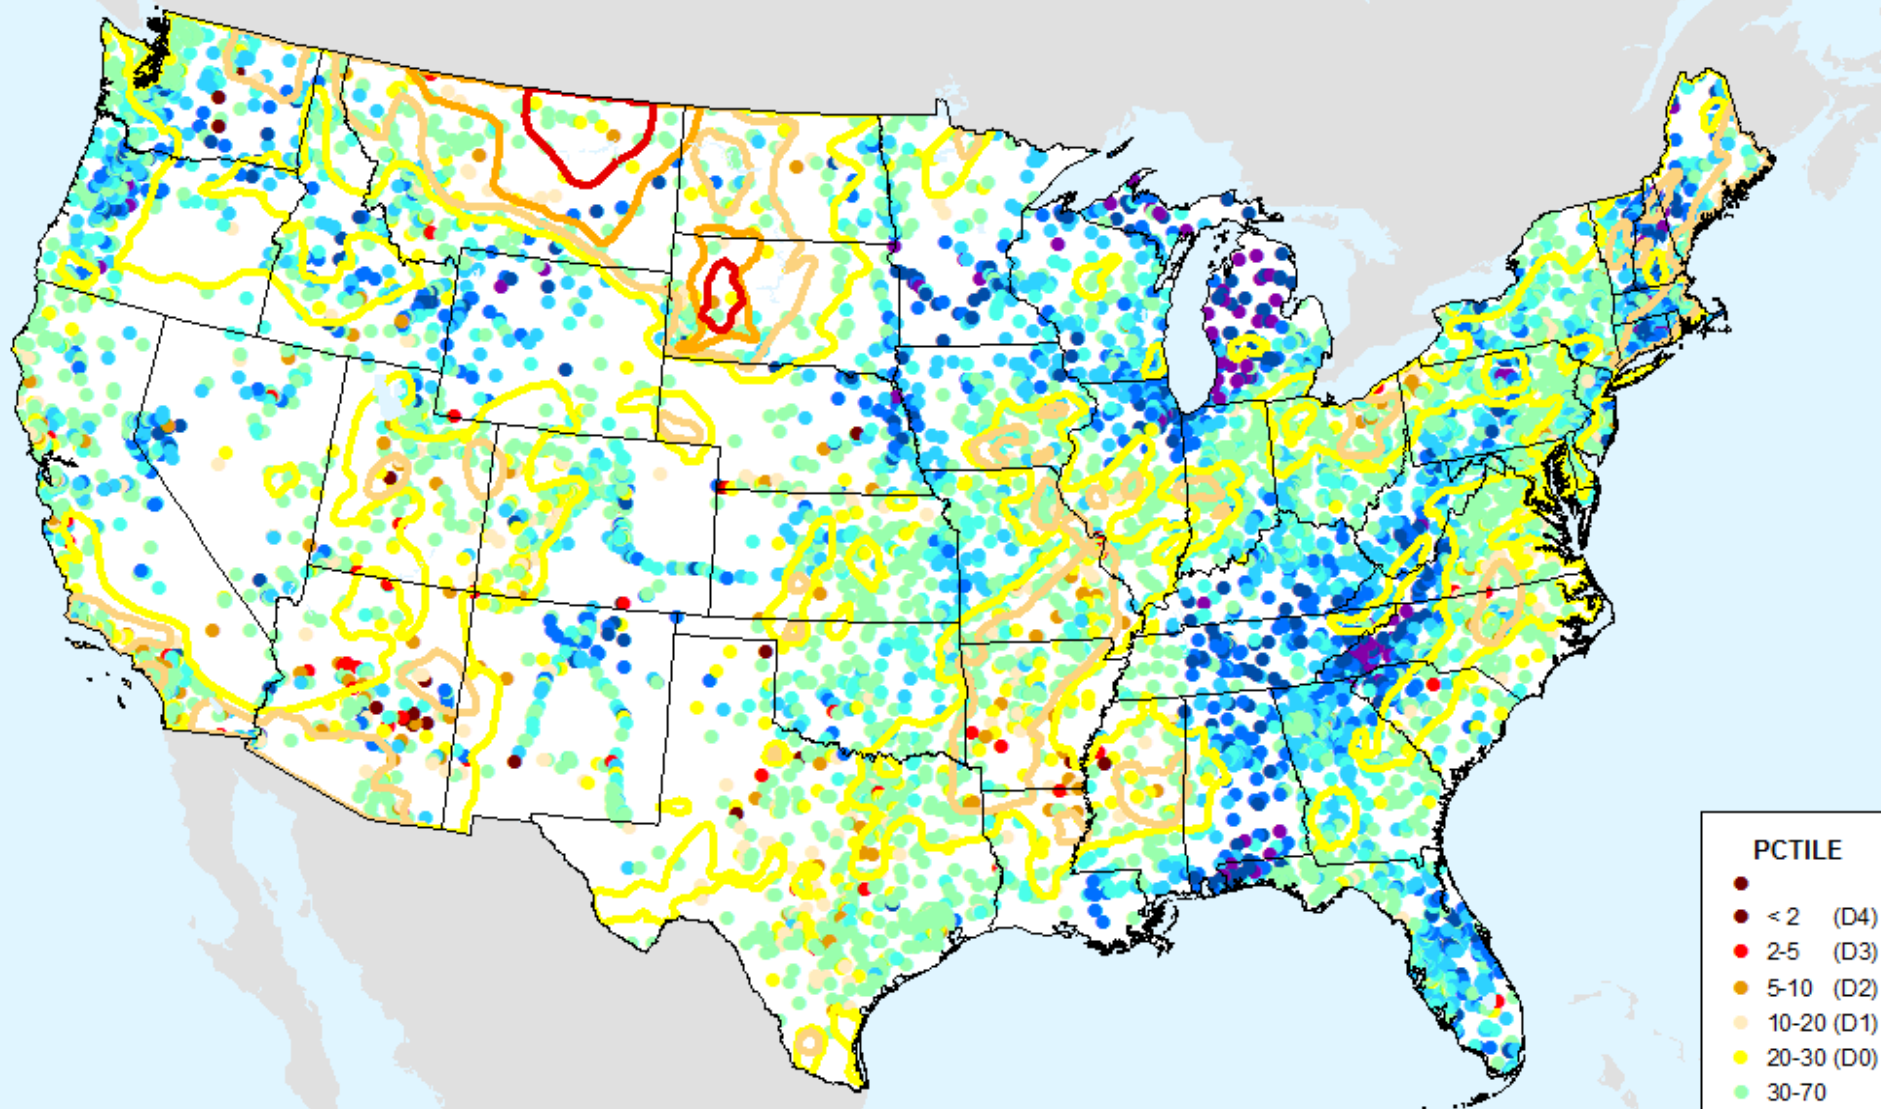 PCTILE
< 2 (D4)
2-5 (D3)
5-10 (D2)
10-20 (D1)
20-30 (D0)
30-70